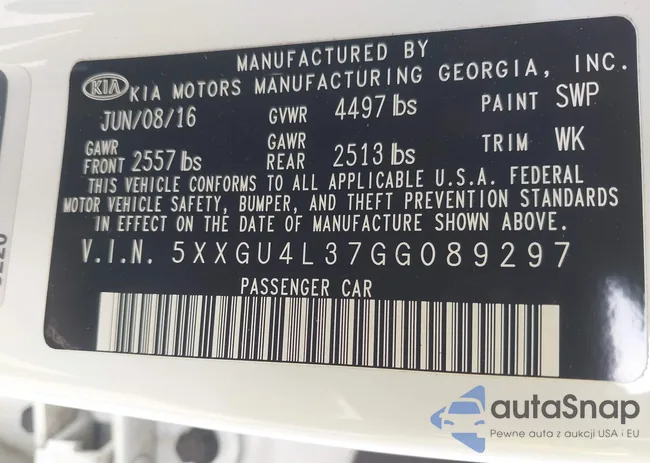 MANUFACTURED BY
KIA KIA MOTORS MANUFACTURING GEORGIA, INC.
JUN/08/16 GVWR 4497 lbs PAINT SWP
GAWR FRONT 2557 lbs GAWR REAR 2513 lbs TRIM WK
THIS VEHICLE CONFORMS TO ALL APPLICABLE U.S.A. FEDERAL
MOTOR VEHICLE SAFETY, BUMPER, AND THEFT PREVENTION STANDARDS
IN EFFECT ON THE DATE OF MANUFACTURE SHOWN ABOVE.
V.I.N. 5XXGU4L37GG089297
PASSENGER CAR
autaSnap
Pewne auta z aukcji USA i EU